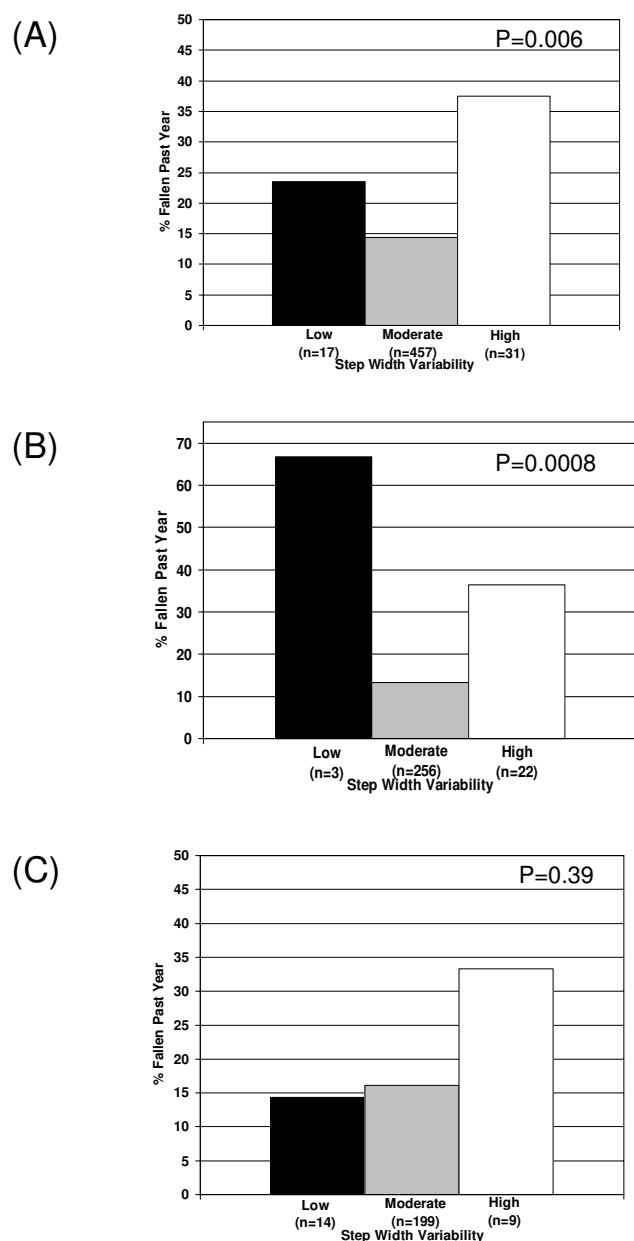 (A)
P=0.006
% Fallen Past Year
50
45
40
35
30
25
20
15
10
5
0
Low Moderate High
(n=17) (n=457) (n=31)
Step Width Variability
(B)
P=0.0008
% Fallen Past Year
70
60
50
40
30
20
10
0
Low Moderate High
(n=3) (n=256) (n=22)
Step Width Variability
(C)
P=0.39
% Fallen Past Year
50
45
40
35
30
25
20
15
10
5
0
Low Moderate High
(n=14) (n=199) (n=9)
Step Width Variability